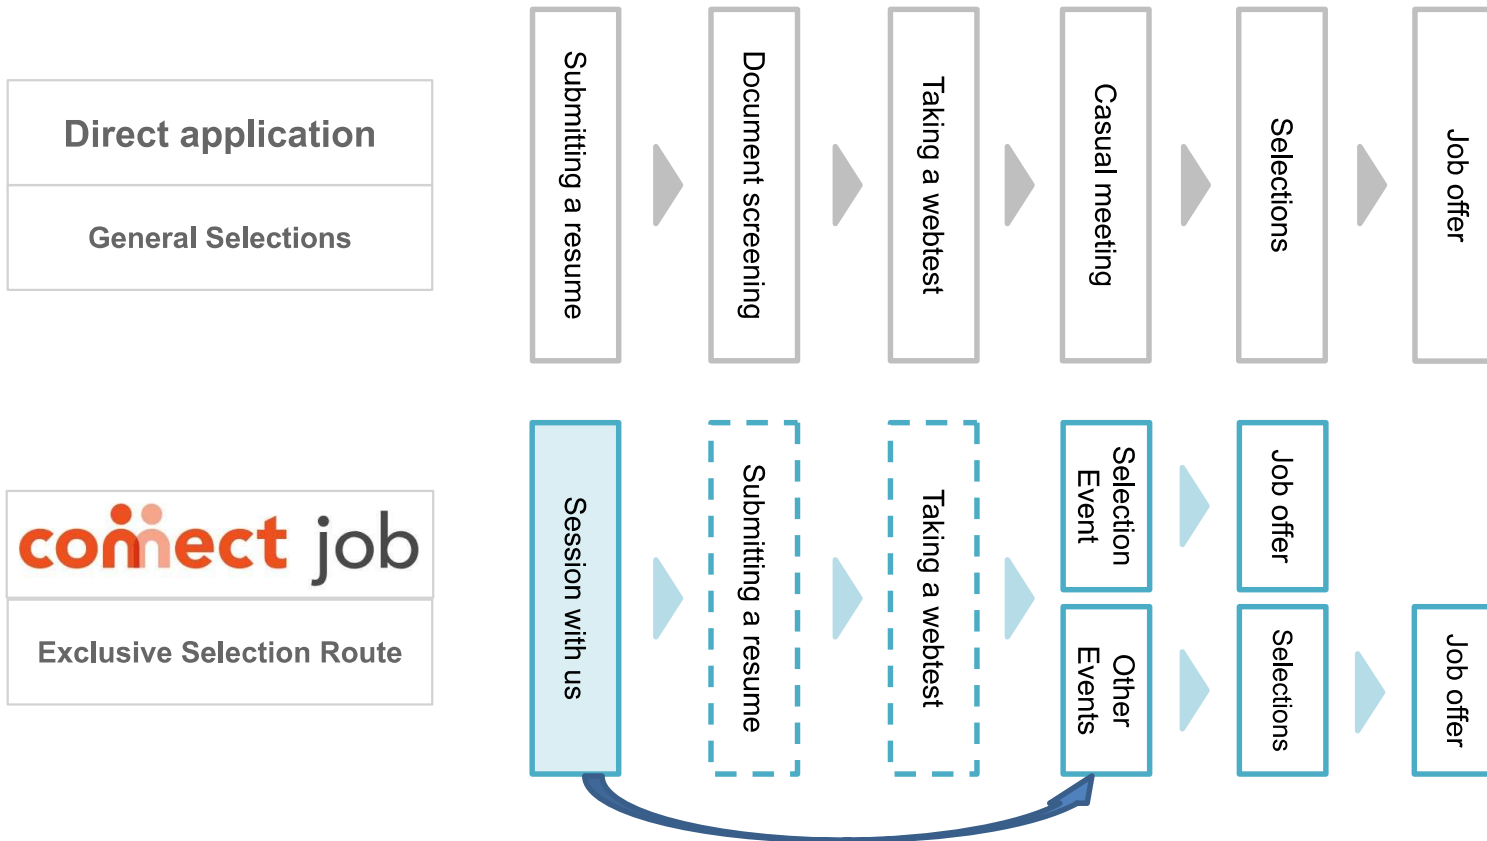 Direct application
General Selections
Submitting a resume
Document screening
Taking a webtest
Casual meeting
Selections
Job offer
connect job
Exclusive Selection Route
Session with us
Submitting a resume
Taking a webtest
Selection
Event
Job offer
Other
Events
Selections
Job offer